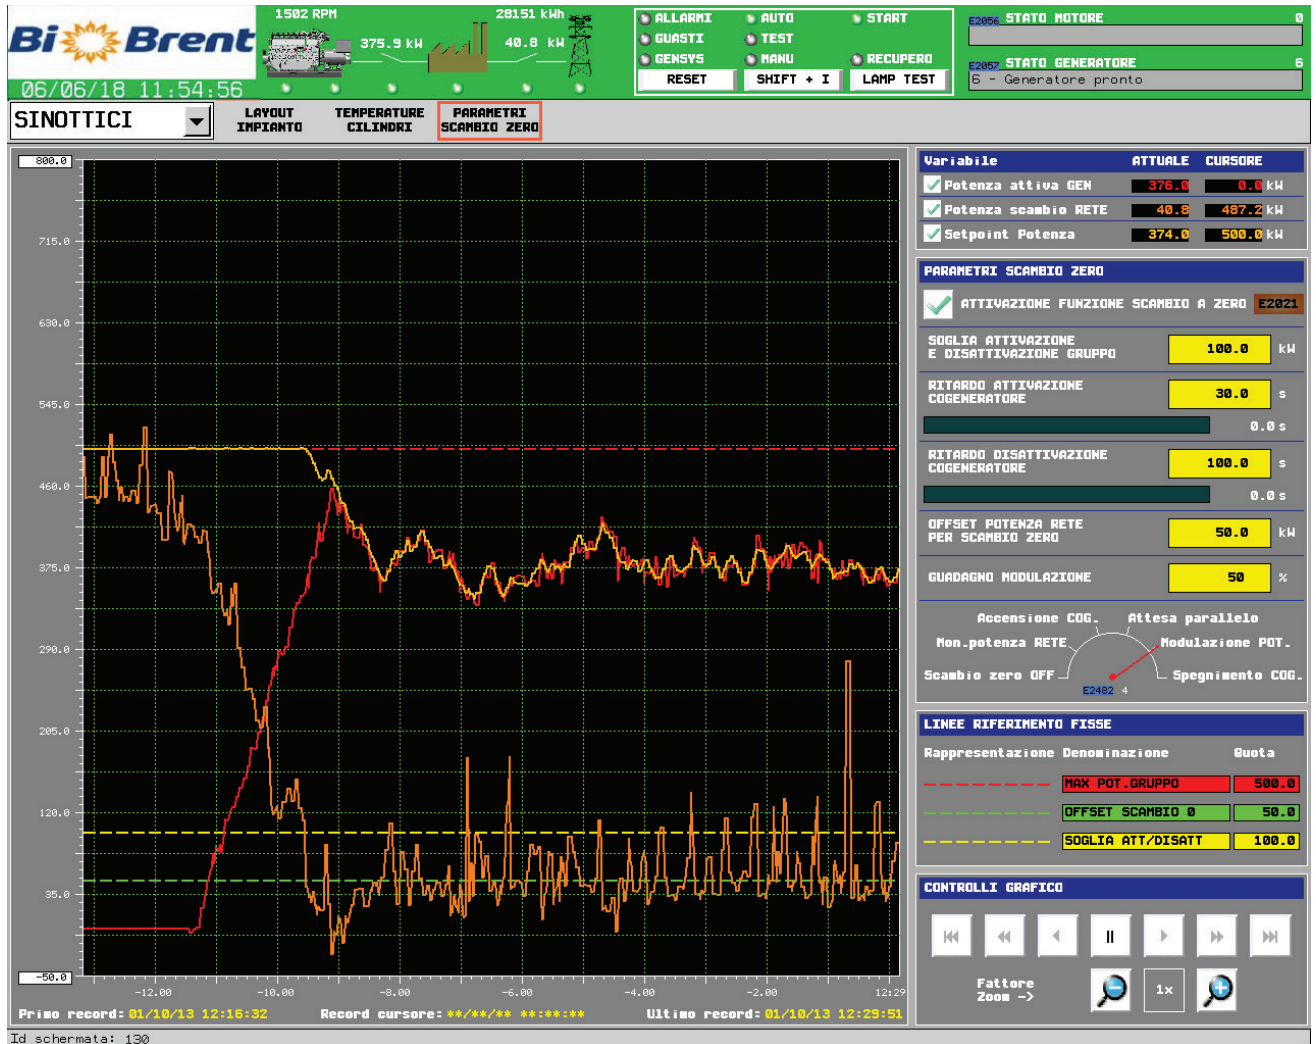 Bi Brent
1502 RPM
28151 kWh
375.9 kW
40.8 kW
06/06/18 11:54:56
ALLARMI
AUTO
START
GUASTI
TEST
GENSYS
MANU
RECUPERO
RESET
SHIFT + I
LAMP TEST
E2056 STATO MOTORE 0
E2057 STATO GENERATORE 6
6 - Generatore pronto
SINOTTICI
LAYOUT
IMPIANTO
TEMPERATURE
CILINDRI
PARAMETRI
SCAMBIO ZERO
800.0
715.0
630.0
545.0
460.0
375.0
290.0
205.0
120.0
35.0
-50.0
-12.00 -10.00 -8.00 -6.00 -4.00 -2.00 12:29
Primo record: 01/10/13 12:16:32 Record cursore: **/**/** **:**:** Ultimo record: 01/10/13 12:29:51
Variabile ATTUALE CURSORE
Potenza attiva GEN 376.0 0.0 kW
Potenza scambio RETE 40.8 487.2 kW
Setpoint Potenza 374.0 500.0 kW
PARAMETRI SCAMBIO ZERO
ATTIVAZIONE FUNZIONE SCAMBIO A ZERO E2021
SOGLIA ATTIVAZIONE
E DISATTIVAZIONE GRUPPO 100.0 kW
RITARDO ATTIVAZIONE
COGENERATORE 30.0 s
0.0 s
RITARDO DISATTIVAZIONE
COGENERATORE 100.0 s
0.0 s
OFFSET POTENZA RETE
PER SCAMBIO ZERO 50.0 kW
GUADAGNO MODULAZIONE 50 %
Accensione COG. Attesa parallelo
Mon.potenza RETE Modulazione POT.
Scambio zero OFF Spegnimento COG.
E2482 4
LINEE RIFERIMENTO FISSE
Rappresentazione Denominazione Quota
MAX POT.GRUPPO 500.0
OFFSET SCAMBIO 0 50.0
SOGLIA ATT/DISATT 100.0
CONTROLLI GRAFICO
Fattore
Zoom -> 1x
Id schermata: 130